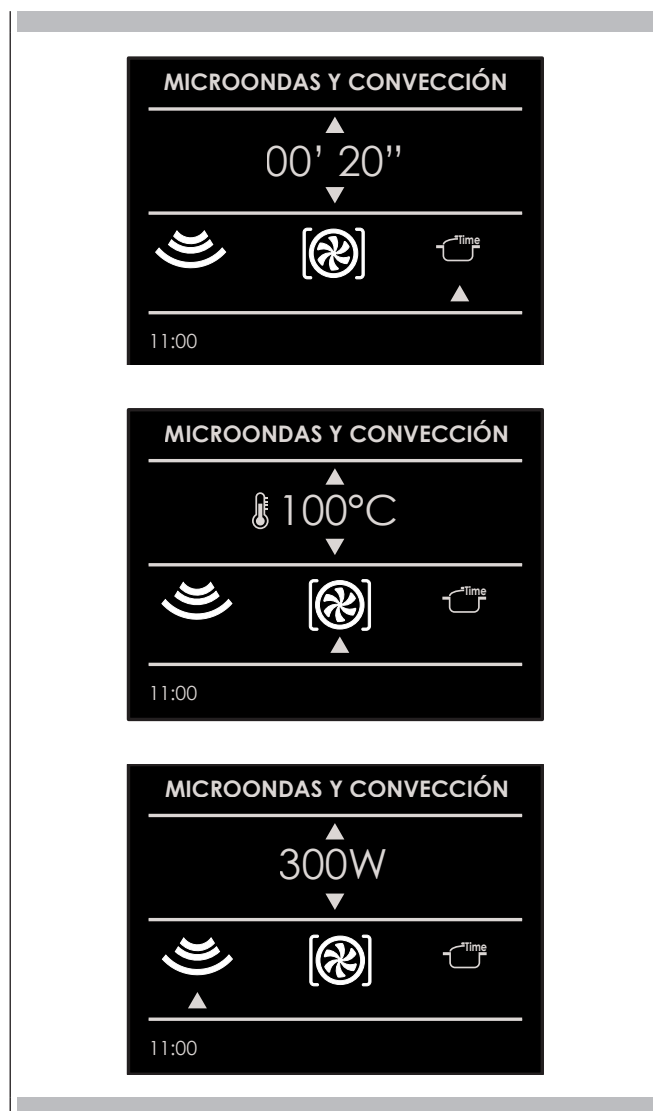 MICROONDAS Y CONVECCIÓN
00’ 20”
Time
11:00
MICROONDAS Y CONVECCIÓN
100°C
Time
11:00
MICROONDAS Y CONVECCIÓN
300W
Time
11:00